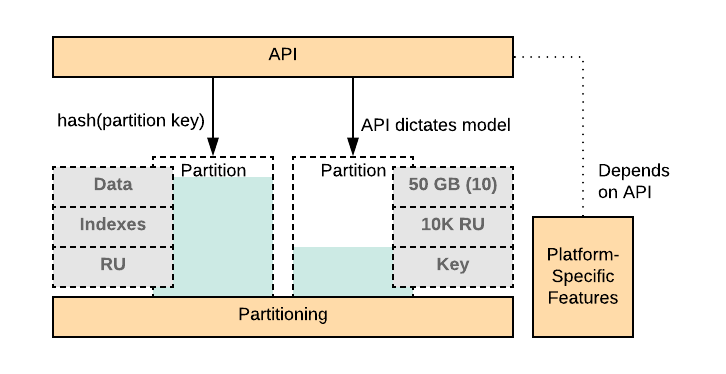 API
hash(partition key)
API dictates model
Partition
Partition
Data
50 GB (10)
Depends
on API
Indexes
10K RU
RU
Key
Platform-
Specific
Features
Partitioning